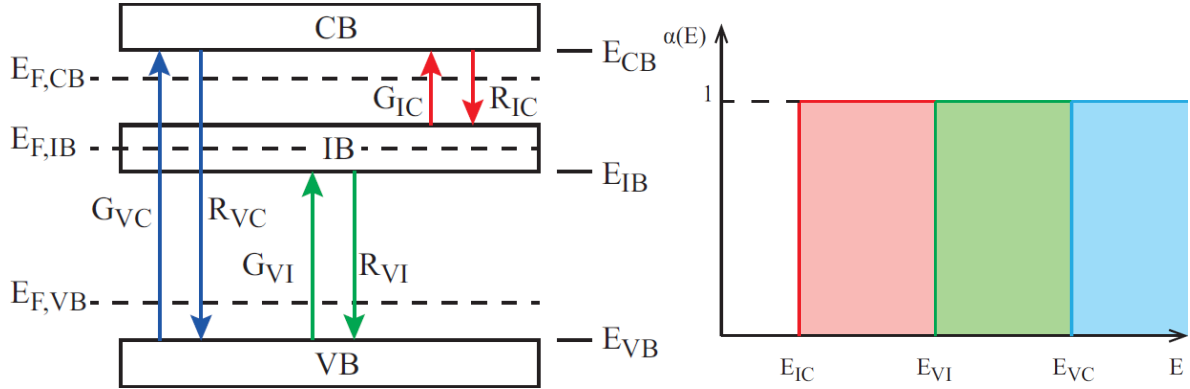 CB
E_CB
E_F,CB
G_IC
R_IC
E_F,IB
IB
E_IB
G_VC
R_VC
G_VI
R_VI
E_F,VB
E_VB
VB
α(E)
1
E_IC
E_VI
E_VC
E